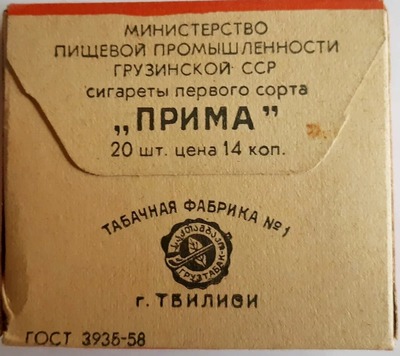 МИНИСТЕРСТВО
ПИЩЕВОЙ ПРОМЫШЛЕННОСТИ
ГРУЗИНСКОЙ ССР
сигареты первого сорта
„ПРИМА"
20 шт. цена 14 коп.
ТАБАЧНАЯ ФАБРИКА №1
ГРУЗТАБАК
г. ТБИЛИСИ
ГОСТ 3935-58